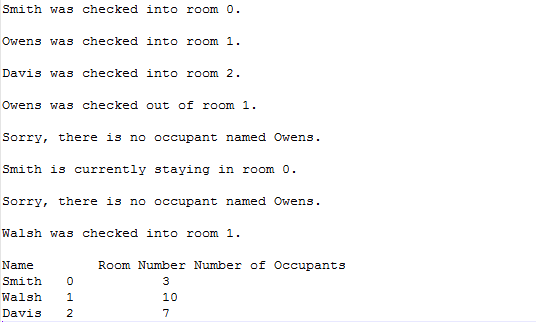 Smith was checked into room 0.
Owens was checked into room 1.
Davis was checked into room 2.
Owens was checked out of room 1.
Sorry, there is no occupant named Owens.
Smith is currently staying in room 0.
Sorry, there is no occupant named Owens.
Walsh was checked into room 1.
Name Room Number Number of Occupants
Smith 0 3
Walsh 1 10
Davis 2 7